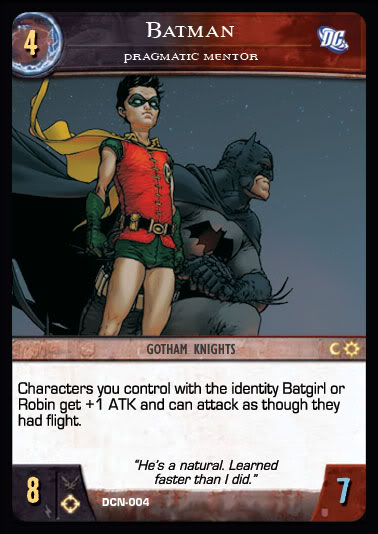 4
BATMAN
PRAGMATIC MENTOR
DC
GOTHAM KNIGHTS
Characters you control with the identity Batgirl or
Robin get +1 ATK and can attack as though they
had flight.
"He's a natural. Learned
faster than I did."
8
DCN-004
7